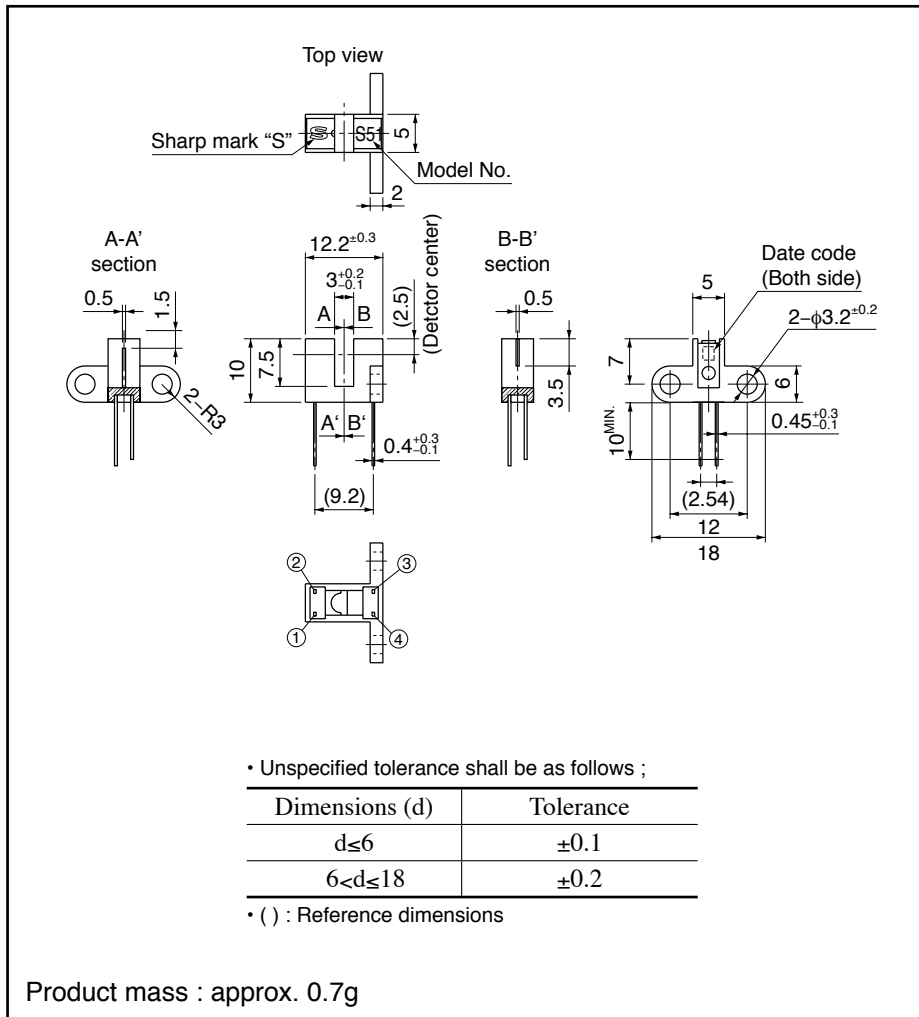 Top view
Sharp mark “S”
S
S51
5
Model No.
2
A-A’
section
0.5
1.5
2-R3
12.2±0.3
3+0.2
−0.1
A B
(2.5)
(Detctor center)
10
7.5
A‘ B‘
0.4+0.3
−0.1
(9.2)
B-B’
section
0.5
3.5
Date code
(Both side)
5
2−φ3.2±0.2
7
6
10MIN.
0.45+0.3
−0.1
(2.54)
12
18
② ③
① ④
• Unspecified tolerance shall be as follows ;
Dimensions (d) Tolerance
d≤6 ±0.1
6<d≤18 ±0.2
• ( ) : Reference dimensions
Product mass : approx. 0.7g